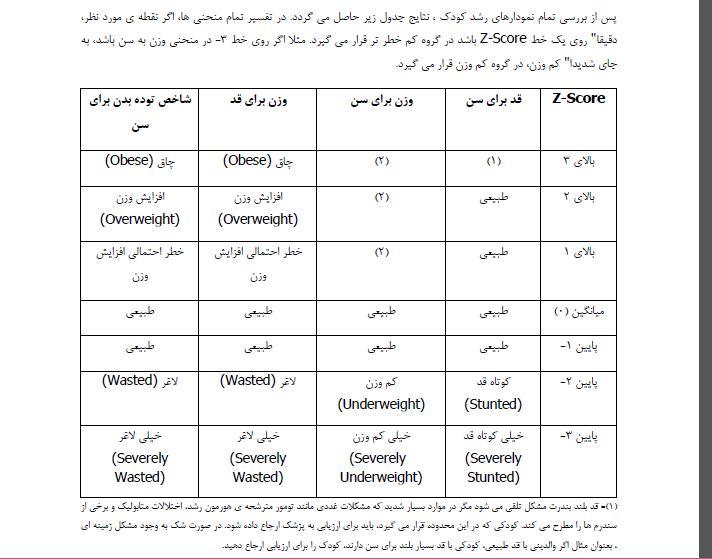 پس از بررسی تمام نمودارهای رشد کودک ، نتایج جدول زیر حاصل می گردد. در تفسیر تمام منحنی ها، اگر نقطه ی مورد نظر،
دقیقا" روی یک خط Z-Score باشد در گروه کم خطر تر قرار می گیرد. مثلا اگر روی خط ۳- در منحنی وزن به سن باشد، به
جای شدیدا" کم وزن، در گروه کم وزن قرار می گیرد.
Z-Score قد برای سن وزن برای سن وزن برای قد شاخص توده بدن برای
سن
بالای ۳ (۱) (۲) چاق (Obese) چاق (Obese)
بالای ۲ طبیعی (۲) افزایش وزن افزایش وزن
(Overweight) (Overweight)
بالای ۱ طبیعی (۲) خطر احتمالی افزایش خطر احتمالی افزایش
وزن وزن
میانگین (۰) طبیعی طبیعی طبیعی طبیعی
پایین ۱- طبیعی طبیعی طبیعی طبیعی
پایین ۲- کوتاه قد کم وزن لاغر (Wasted) لاغر (Wasted)
(Stunted) (Underweight)
پایین ۳- خیلی کوتاه قد خیلی کم وزن خیلی لاغر خیلی لاغر
(Severely (Severely (Severely (Severely
Stunted) Underweight) Wasted) Wasted)
(۱)- قد بلند بندرت مشکل تلقی می شود مگر در موارد بسیار شدید که مشکلات غددی مانند تومور مترشحه ی هورمون رشد، اختلالات متابولیک و برخی از
سندرم ها را مطرح می کند. کودکی که در این محدوده قرار می گیرد، باید برای ارزیابی به پزشک ارجاع داده شود. در صورت شک به وجود مشکل زمینه ای
، بعنوان مثال اگر والدینی با قد طبیعی، کودکی با قد بسیار بلند برای سن دارند، کودک را برای ارزیابی ارجاع دهید.